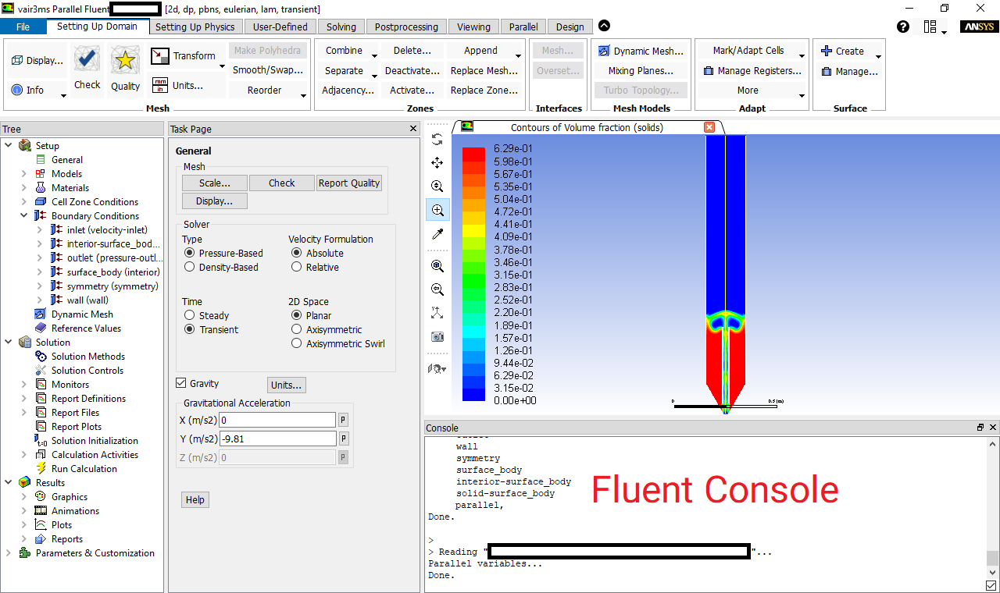 vair3ms Parallel Fluent [2d, dp, pbns, eulerian, lam, transient]
File Setting Up Domain Setting Up Physics User-Defined Solving Postprocessing Viewing Parallel Design
ANSYS
Display...
Info
Check
Quality
Transform
mm
in
Units...
Make Polyhedra
Smooth/Swap...
Reorder
Mesh
Combine
Delete...
Append
Separate
Deactivate...
Replace Mesh...
Adjacency...
Activate...
Replace Zone...
Zones
Mesh...
Overset...
Interfaces
Dynamic Mesh...
Mixing Planes...
Turbo Topology...
Mesh Models
Mark/Adapt Cells
Manage Registers...
More
Adapt
Create
Manage...
Surface
Tree
Setup
General
Models
Materials
Cell Zone Conditions
Boundary Conditions
inlet (velocity-inlet)
interior-surface_bod...
outlet (pressure-outl...
surface_body (interior)
symmetry (symmetry)
wall (wall)
Dynamic Mesh
Reference Values
Solution
Solution Methods
Solution Controls
Monitors
Report Definitions
Report Files
Report Plots
t=0
Solution Initialization
Calculation Activities
Run Calculation
Results
Graphics
Animations
Plots
Reports
Parameters & Customization
Task Page
General
Mesh
Scale... Check Report Quality
Display...
Solver
Type Velocity Formulation
Pressure-Based Absolute
Density-Based Relative
Time 2D Space
Steady Planar
Transient Axisymmetric
Axisymmetric Swirl
Gravity Units...
Gravitational Acceleration
X (m/s2) 0 P
Y (m/s2) -9.81 P
Z (m/s2) 0 P
Help
Contours of Volume fraction (solids)
6.29e-01
5.98e-01
5.67e-01
5.35e-01
5.04e-01
4.72e-01
4.41e-01
4.09e-01
3.78e-01
3.46e-01
3.15e-01
2.83e-01
2.52e-01
2.20e-01
1.89e-01
1.57e-01
1.26e-01
9.44e-02
6.29e-02
3.15e-02
0.00e+00
0 0.5 (m)
Console
wall
symmetry
surface_body
interior-surface_body
solid-surface_body
parallel,
Done.
>
> Reading " "...
Parallel variables...
Done.
Fluent Console